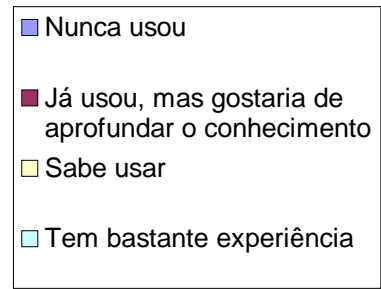 Nunca usou
Já usou, mas gostaria de
aprofundar o conhecimento
Sabe usar
Tem bastante experiência